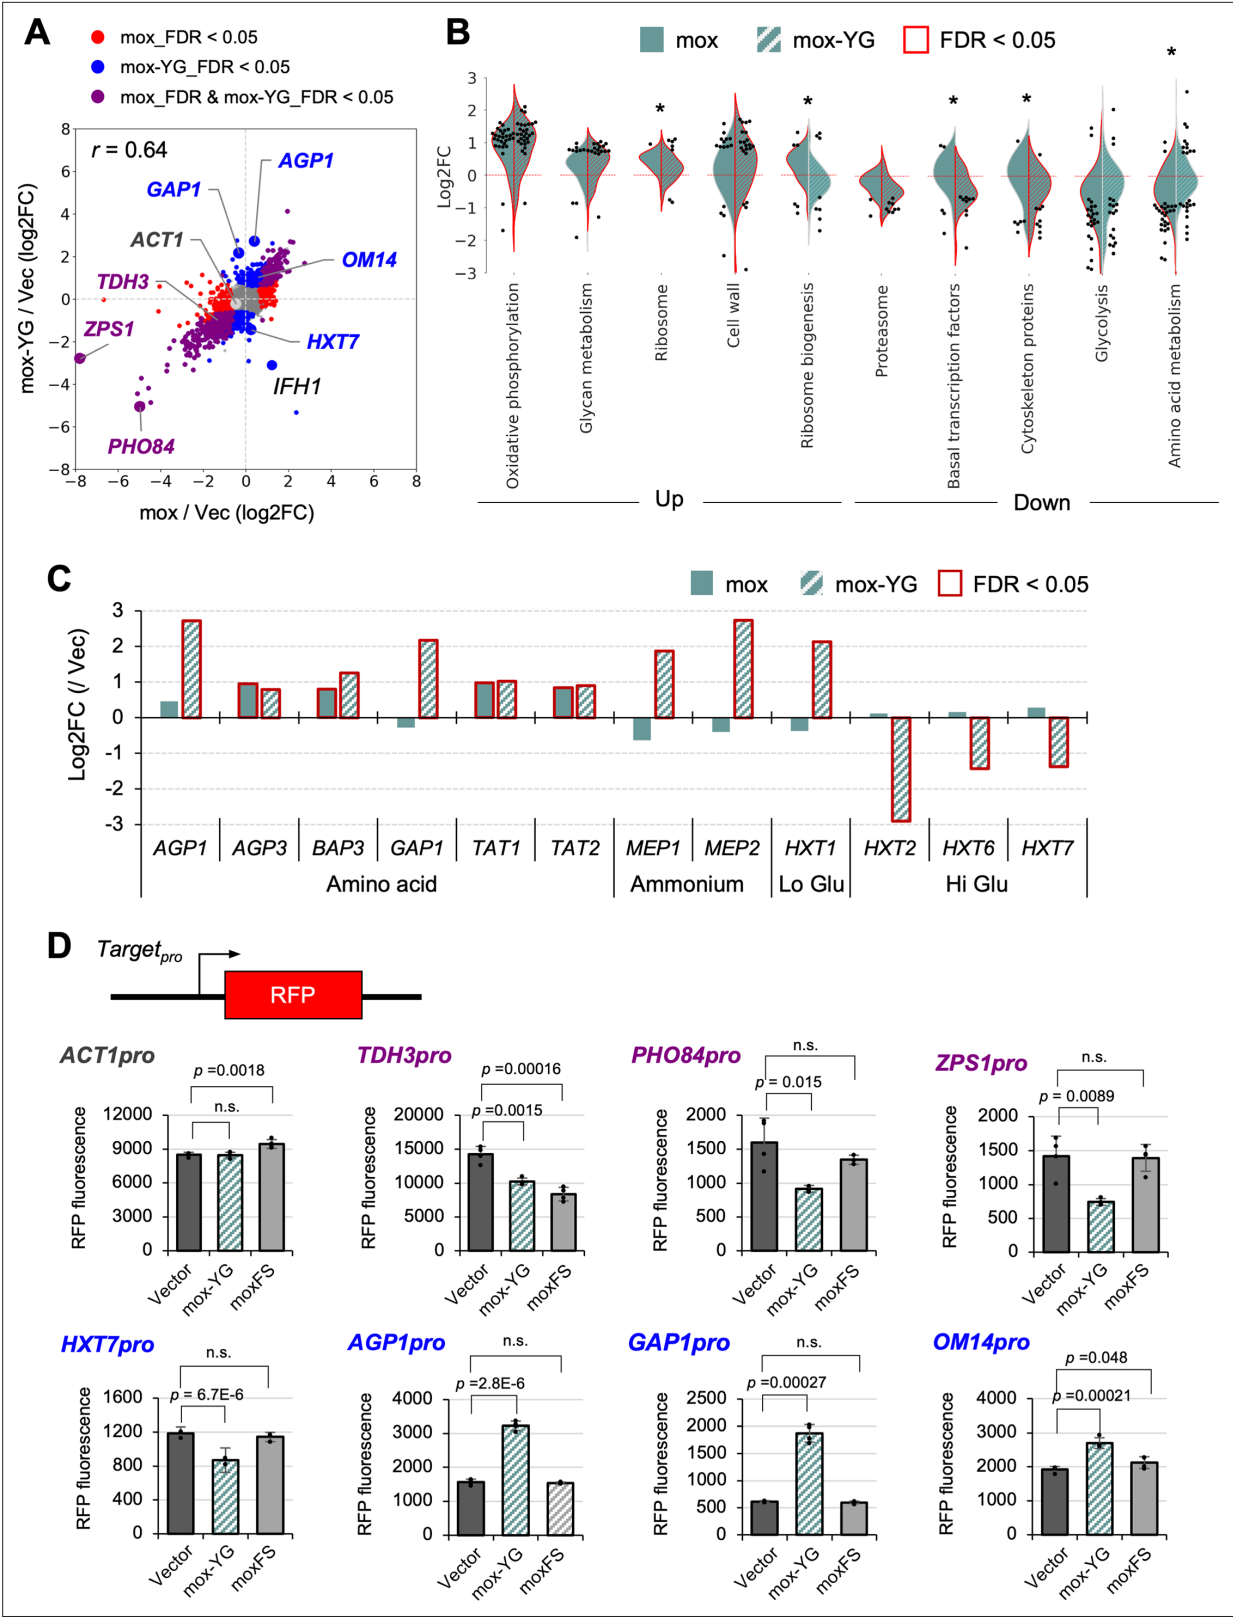 A
mox_FDR < 0.05
mox-YG_FDR < 0.05
mox_FDR & mox-YG_FDR < 0.05
r = 0.64
AGP1
GAP1
ACT1
OM14
TDH3
ZPS1
HXT7
IFH1
PHO84
mox-YG / Vec (log2FC)
8
6
4
2
0
−2
−4
−6
−8
−8 −6 −4 −2 0 2 4 6 8
mox / Vec (log2FC)
B
mox mox-YG FDR < 0.05
Log2FC
3
2
1
0
−1
−2
−3
* * * * *
Oxidative phosphorylation
Glycan metabolism
Ribosome
Cell wall
Ribosome biogenesis
Proteasome
Basal transcription factors
Cytoskeleton proteins
Glycolysis
Amino acid metabolism
Up Down
C
mox mox-YG FDR < 0.05
Log2FC (/ Vec)
3
2
1
0
-1
-2
-3
AGP1 AGP3 BAP3 GAP1 TAT1 TAT2 MEP1 MEP2 HXT1 HXT2 HXT6 HXT7
Amino acid Ammonium Lo Glu Hi Glu
D
Targetpro
RFP
ACT1pro
p =0.0018
n.s.
RFP fluorescence
12000
9000
6000
3000
0
Vector mox-YG moxFS
TDH3pro
p =0.00016
p =0.0015
RFP fluorescence
20000
15000
10000
5000
0
Vector mox-YG moxFS
PHO84pro
n.s.
p = 0.015
RFP fluorescence
2000
1500
1000
500
0
Vector mox-YG moxFS
ZPS1pro
n.s.
p = 0.0089
RFP fluorescence
2000
1500
1000
500
0
Vector mox-YG moxFS
HXT7pro
n.s.
p = 6.7E-6
RFP fluorescence
1600
1200
800
400
0
Vector mox-YG moxFS
AGP1pro
n.s.
p =2.8E-6
RFP fluorescence
4000
3000
2000
1000
0
Vector mox-YG moxFS
GAP1pro
n.s.
p =0.00027
RFP fluorescence
2500
2000
1500
1000
500
0
Vector mox-YG moxFS
OM14pro
p =0.048
p =0.00021
RFP fluorescence
4000
3000
2000
1000
0
Vector mox-YG moxFS